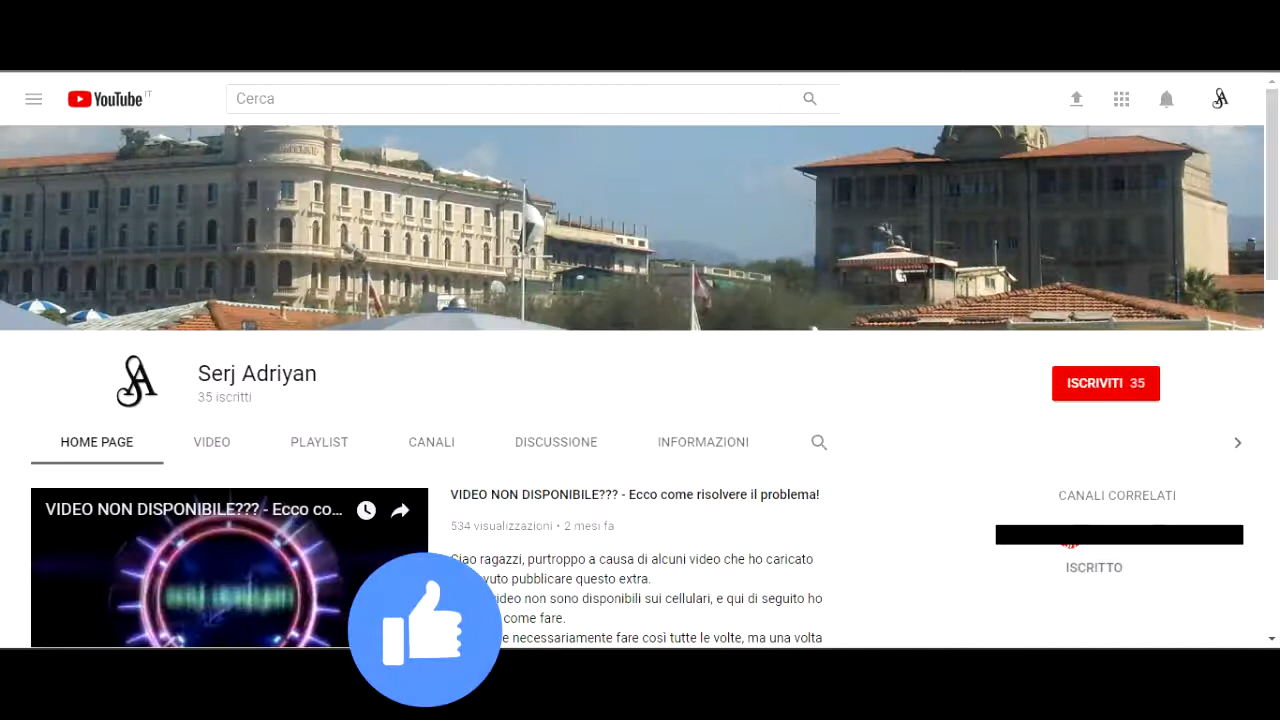 YouTube IT
Cerca
Serj Adriyan
35 iscritti
ISCRIVITI 35
HOME PAGE VIDEO PLAYLIST CANALI DISCUSSIONE INFORMAZIONI
VIDEO NON DISPONIBILE??? - Ecco co...
VIDEO NON DISPONIBILE??? - Ecco come risolvere il problema!
534 visualizzazioni • 2 mesi fa
Ciao ragazzi, purtroppo a causa di alcuni video che ho caricato
pubblicare questo extra.
non sono disponibili sui cellulari, e qui di seguito ho
come fare.
necessariamente fare così tutte le volte, ma una volta
CANALI CORRELATI
ISCRITTO